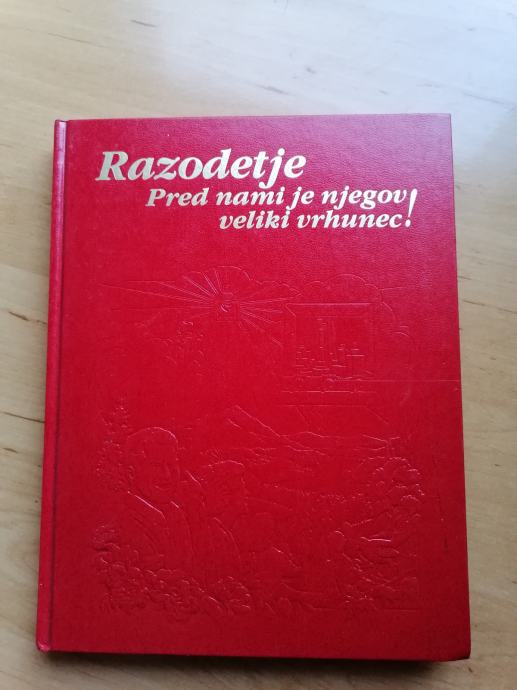 Razodetje
Pred nami je njegov
veliki vrhunec!